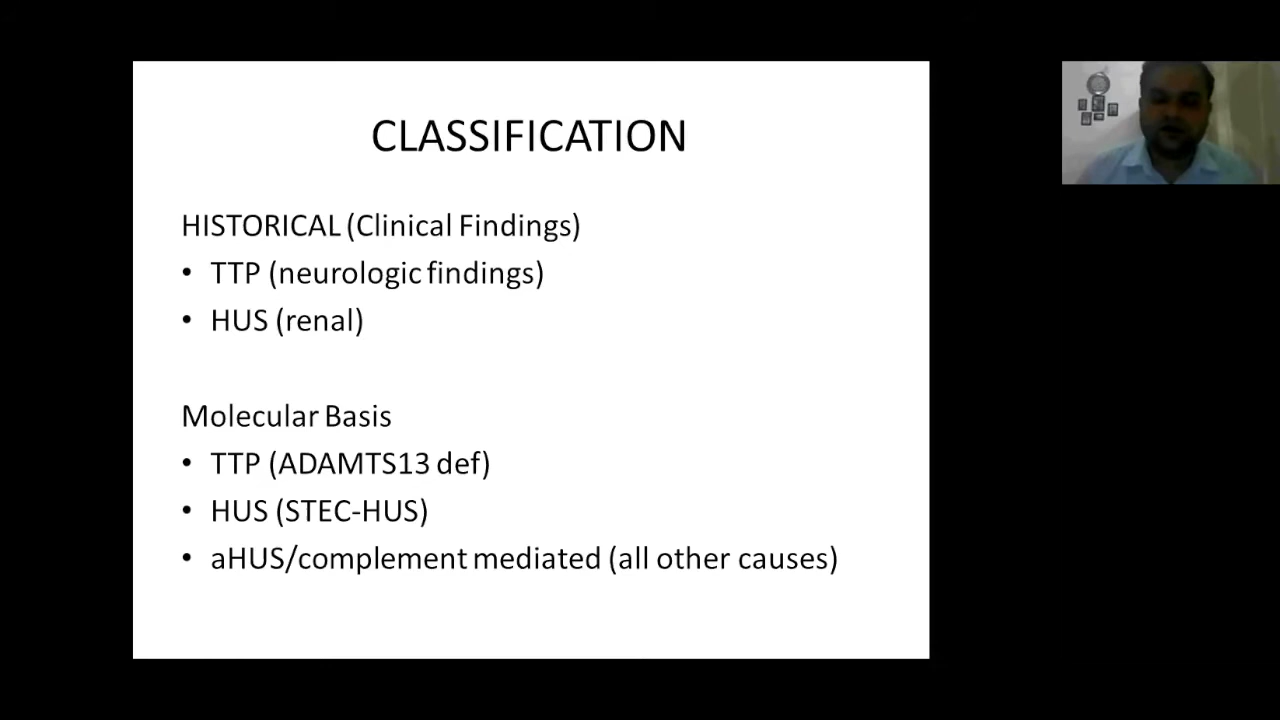 CLASSIFICATION
HISTORICAL (Clinical Findings)
• TTP (neurologic findings)
• HUS (renal)
Molecular Basis
• TTP (ADAMTS13 def)
• HUS (STEC-HUS)
• aHUS/complement mediated (all other causes)